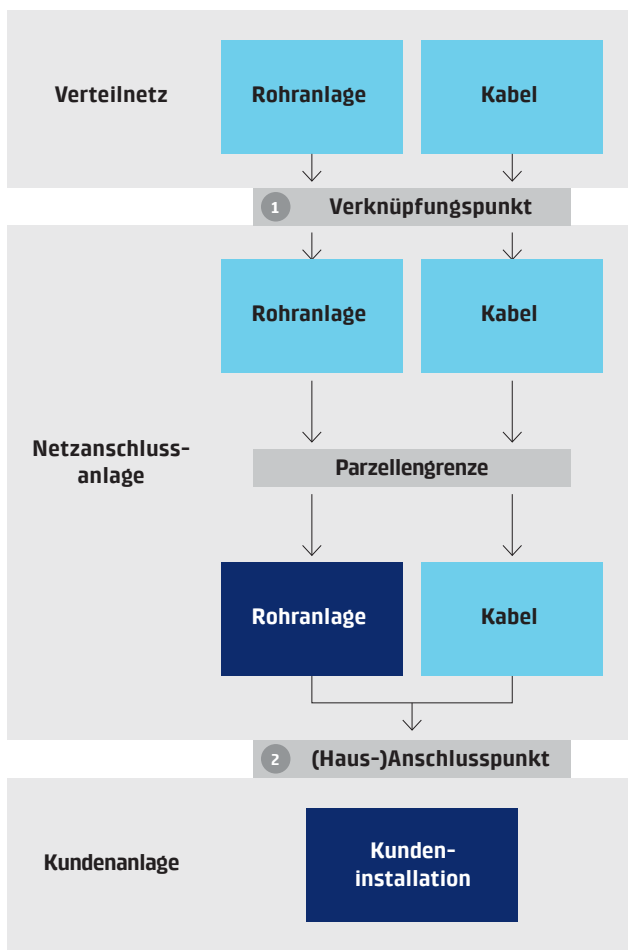 Verteilnetz
Rohranlage
Kabel
1 Verknüpfungspunkt
Rohranlage
Kabel
Netzanschluss-
anlage
Parzellengrenze
Rohranlage
Kabel
2 (Haus-)Anschlusspunkt
Kundenanlage
Kunden-
installation